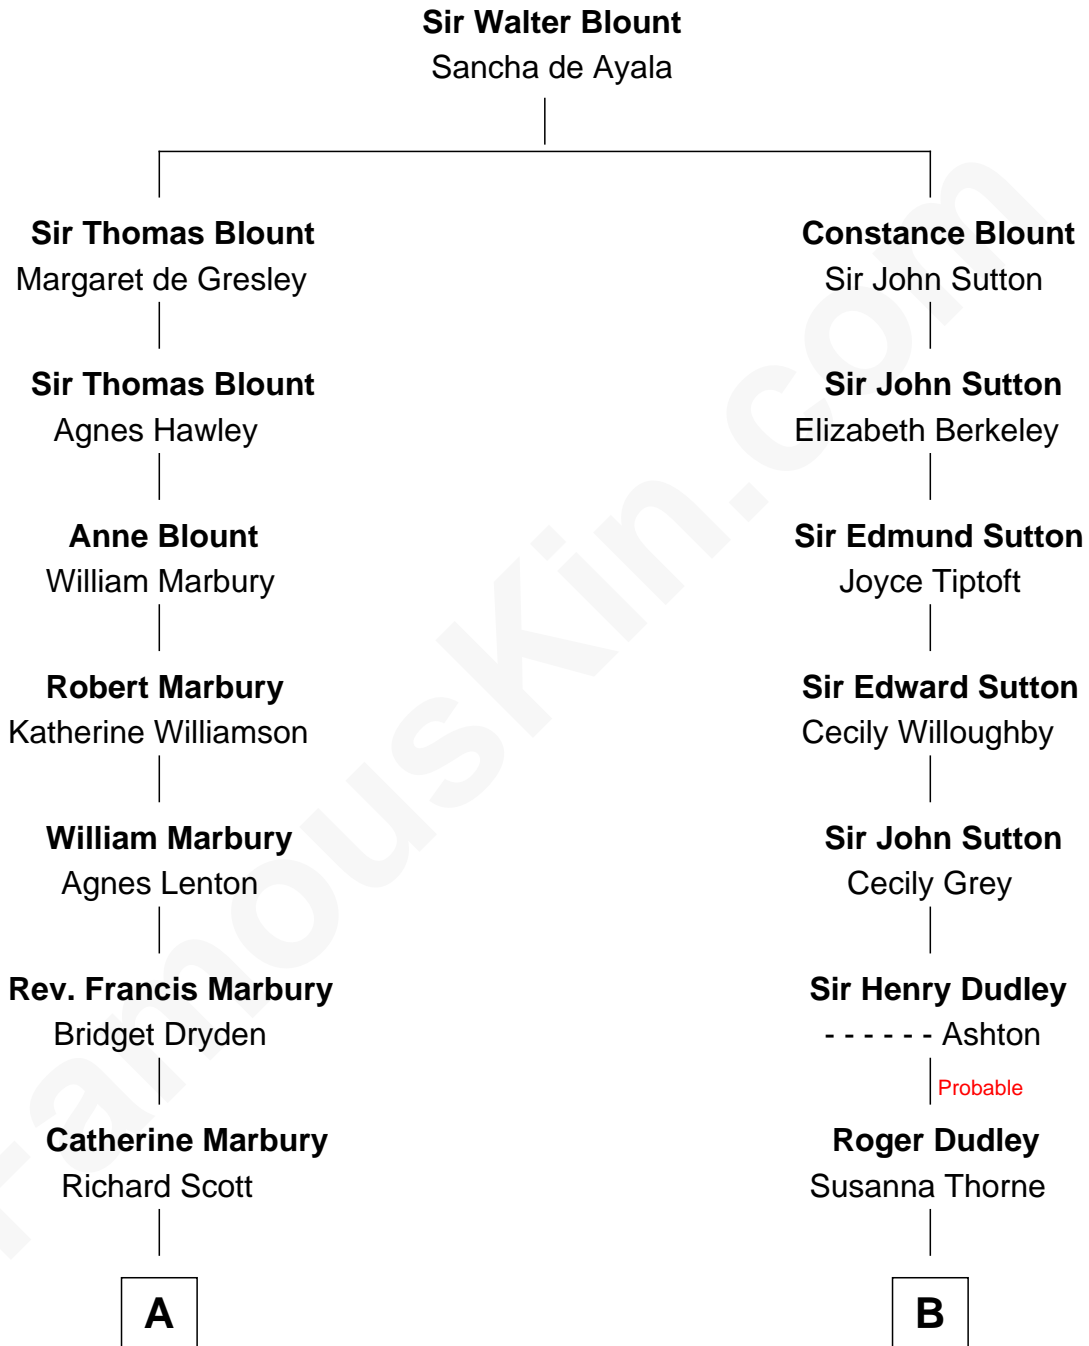 Sir Walter Blount
Sancha de Ayala
Sir Thomas Blount
Margaret de Gresley
Constance Blount
Sir John Sutton
Sir Thomas Blount
Agnes Hawley
Sir John Sutton
Elizabeth Berkeley
Anne Blount
William Marbury
Sir Edmund Sutton
Joyce Tiptoft
Robert Marbury
Katherine Williamson
Sir Edward Sutton
Cecily Willoughby
William Marbury
Agnes Lenton
Sir John Sutton
Cecily Grey
Rev. Francis Marbury
Bridget Dryden
Sir Henry Dudley
- - - - - - Ashton
Probable
Catherine Marbury
Richard Scott
Roger Dudley
Susanna Thorne
A
B
FamousKin.com